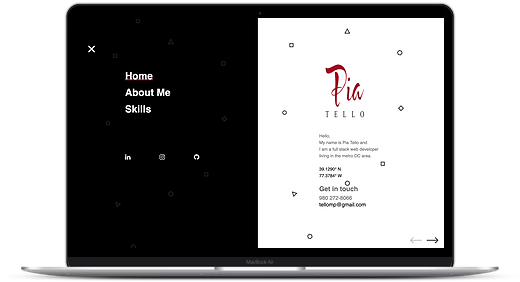 Home
About Me
Skills
Pia
TELLO
Hello,
My name is Pia Tello and
I am a full stack web developer
living in the metro DC area.
39.1290° N
77.3784° W
Get in touch
980 272-8066
tellomp@gmail.com
MacBook Air